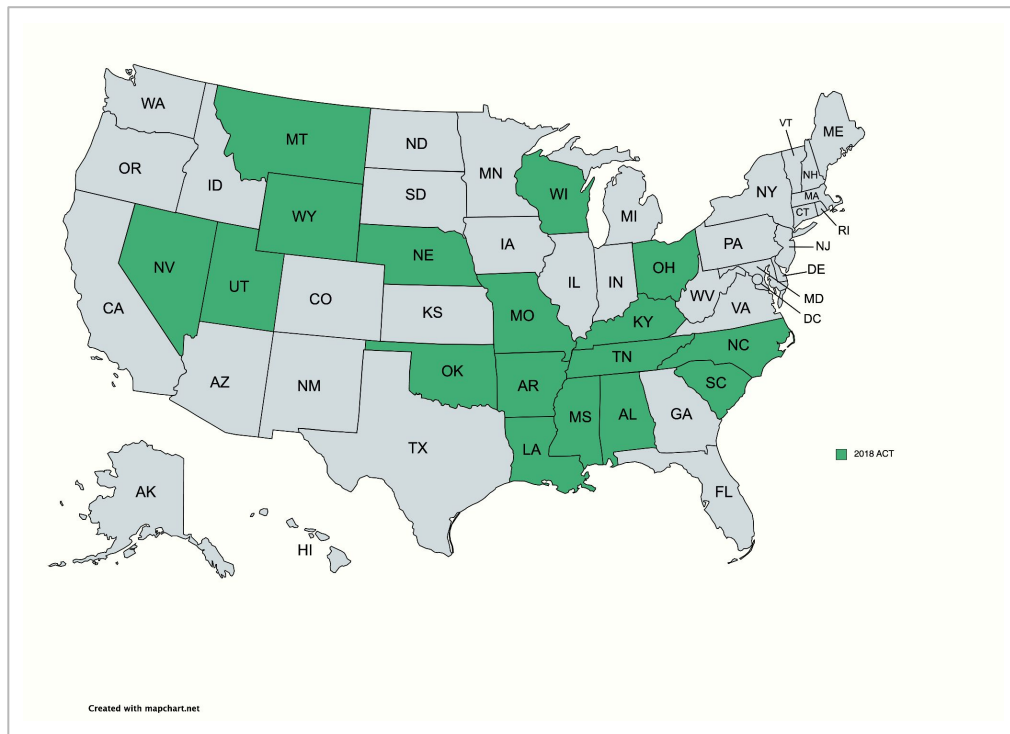 WA
MT
ND
MN
VT
ME
OR
ID
SD
WI
MI
NY
NH
MA
CT
RI
WY
NE
IA
PA
NJ
NV
UT
CO
IL
IN
OH
DE
CA
KS
MO
WV
VA
MD
DC
KY
AZ
NM
OK
AR
TN
NC
SC
TX
LA
MS
AL
GA
2018 ACT
FL
AK
HI
Created with mapchart.net